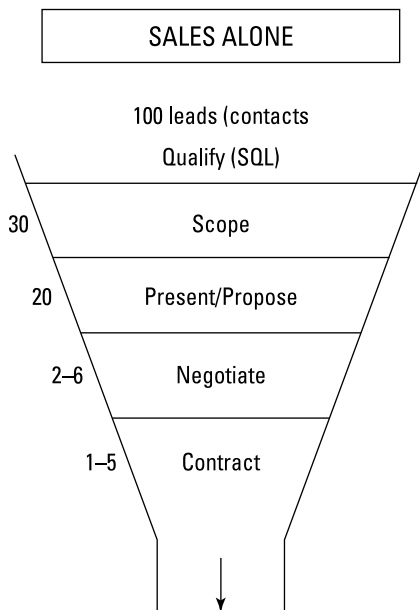 SALES ALONE
100 leads (contacts
Qualify (SQL)
30 Scope
20 Present/Propose
2–6 Negotiate
1–5 Contract